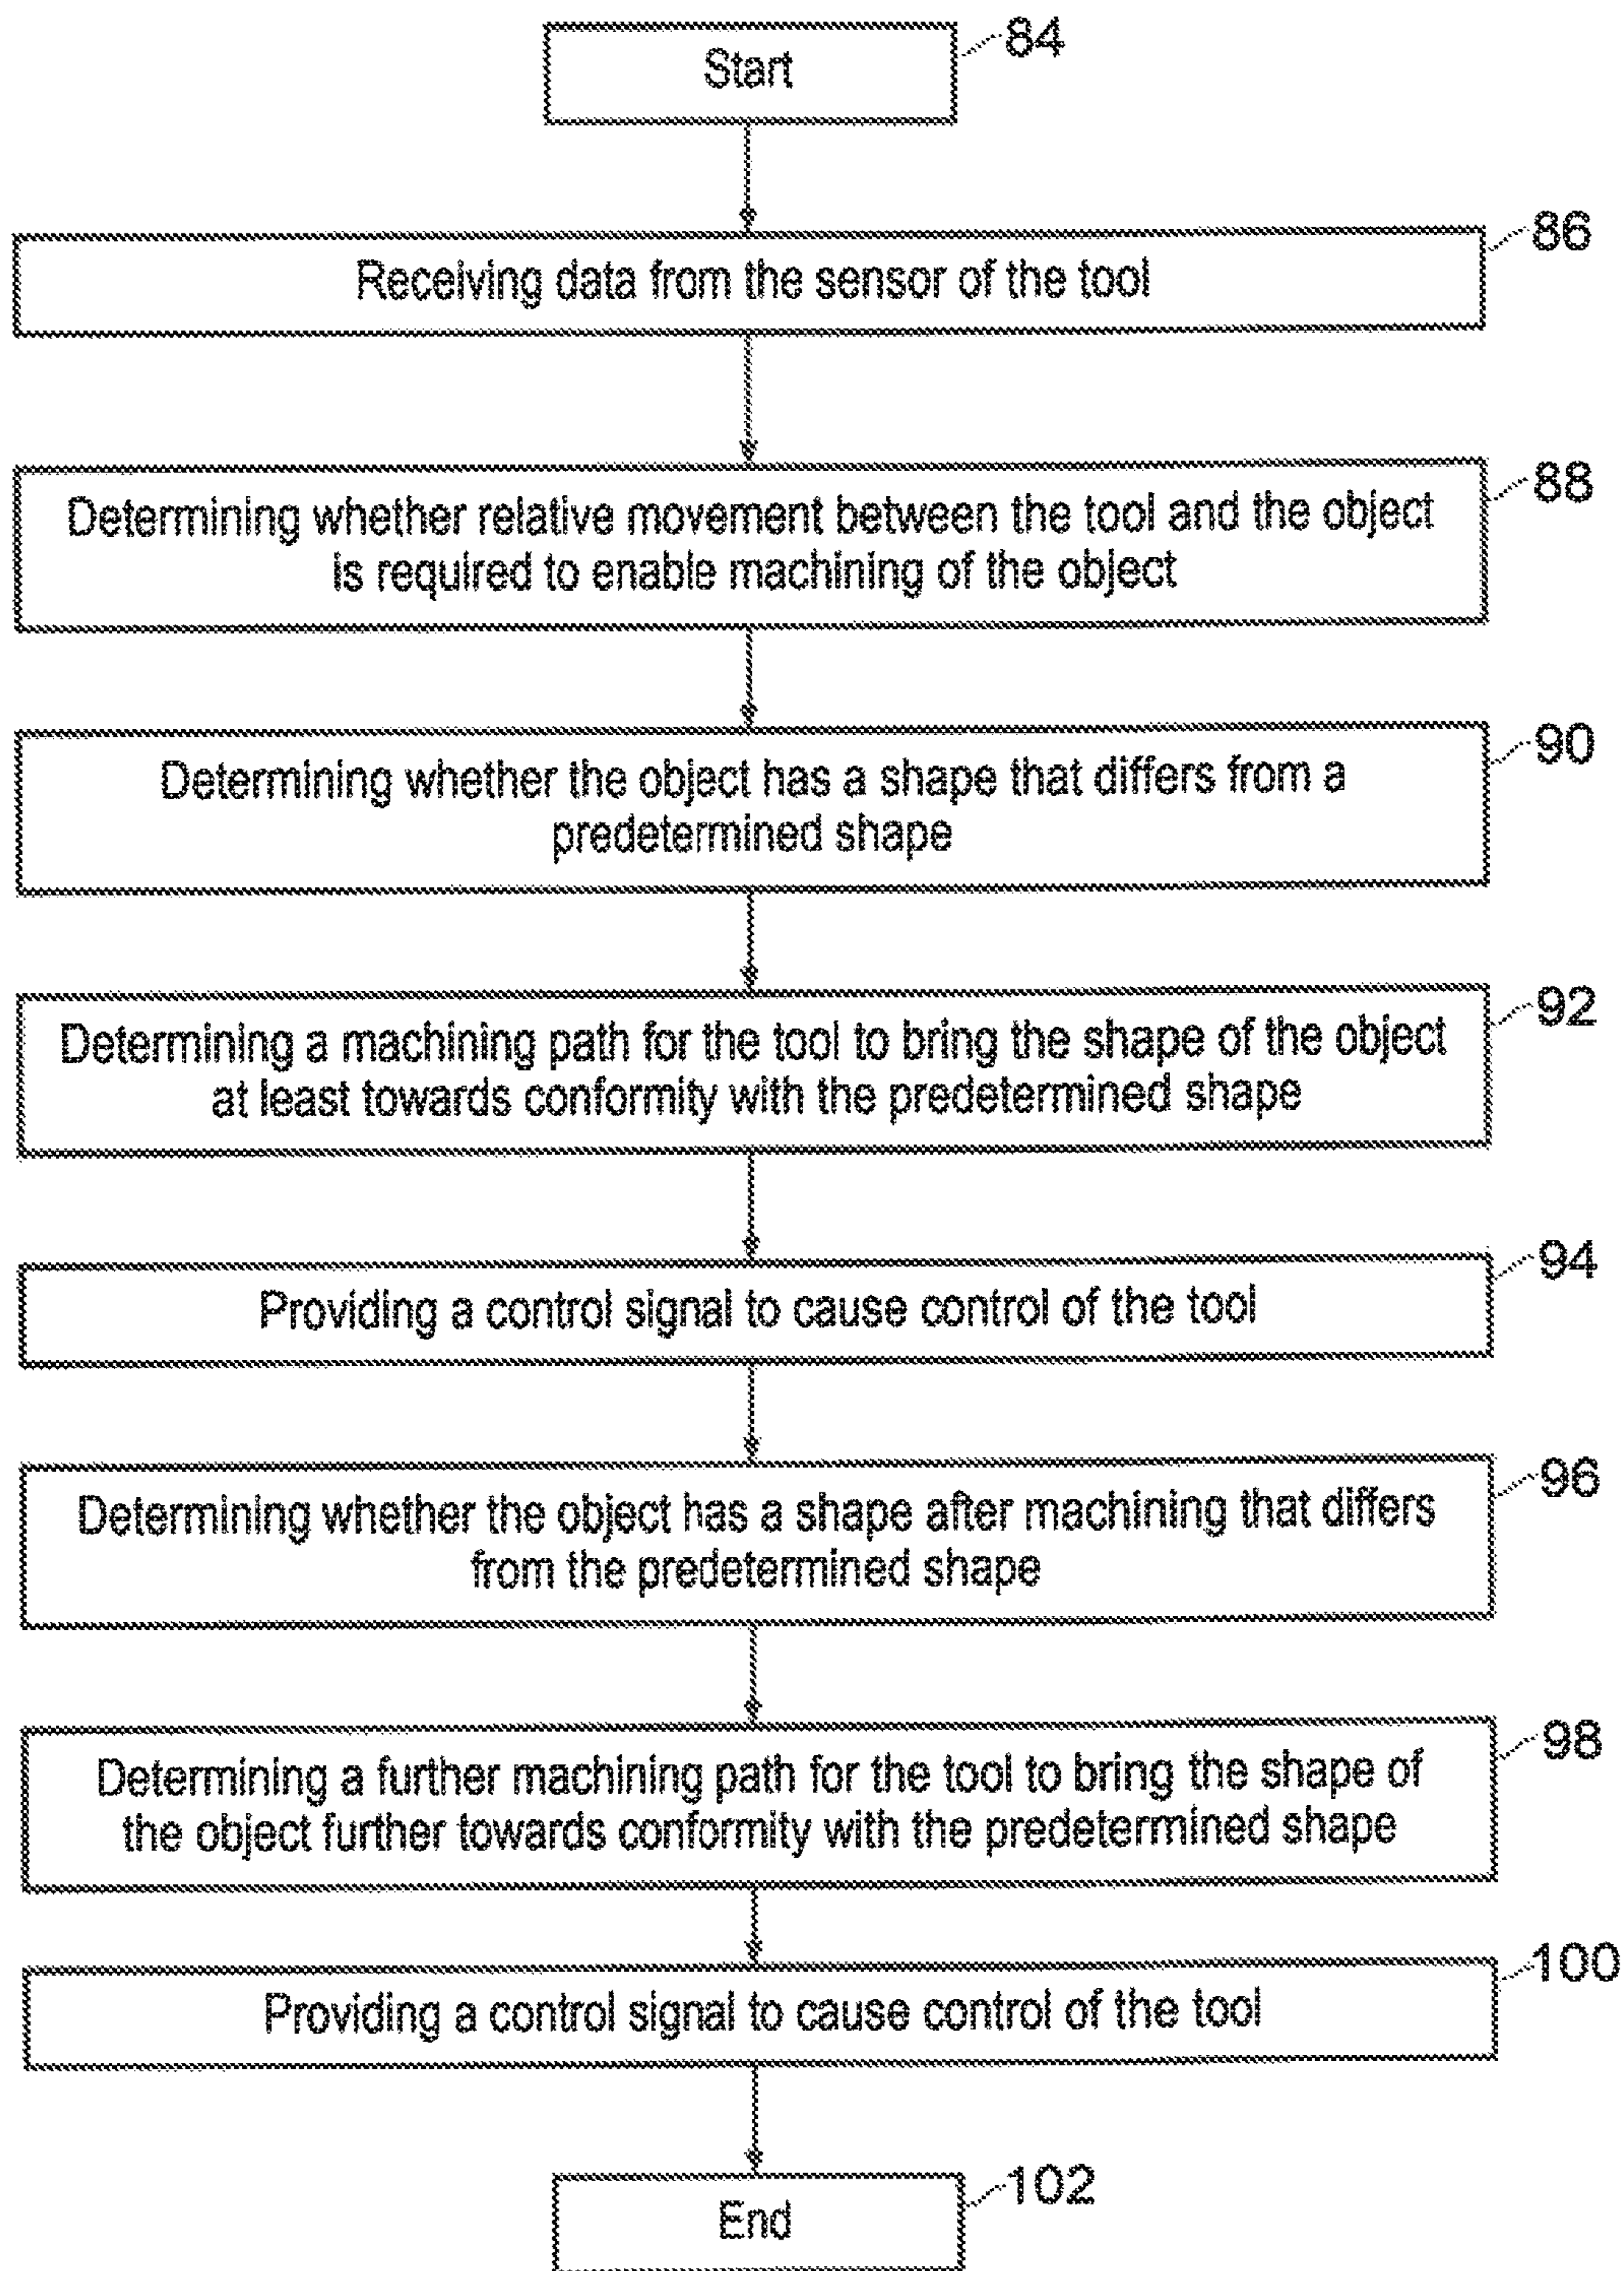 Start
84
Receiving data from the sensor of the tool
86
Determining whether relative movement between the tool and the object
is required to enable machining of the object
88
Determining whether the object has a shape that differs from a
predetermined shape
90
Determining a machining path for the tool to bring the shape of the object
at least towards conformity with the predetermined shape
92
Providing a control signal to cause control of the tool
94
Determining whether the object has a shape after machining that differs
from the predetermined shape
96
Determining a further machining path for the tool to bring the shape of
the object further towards conformity with the predetermined shape
98
Providing a control signal to cause control of the tool
100
End
102